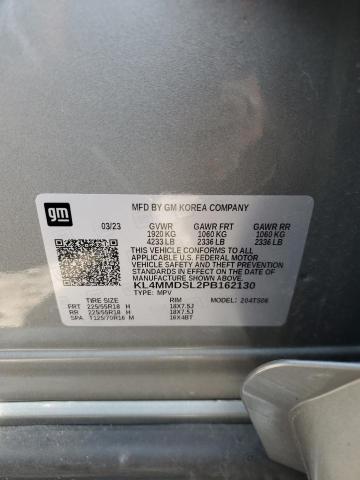 gm
MFD BY GM KOREA COMPANY
03/23 GVWR GAWR FRT GAWR RR
1920 KG 1060 KG 1060 KG
4233 LB 2336 LB 2336 LB
THIS VEHICLE CONFORMS TO ALL
APPLICABLE U.S. FEDERAL MOTOR
VEHICLE SAFETY, BUMPER, AND
THEFT PREVENTION STANDARDS
IN EFFECT ON THE DATE OF
MANUFACTURE SHOWN ABOVE.
KL4MMDSL2PB162130
TYPE: MPV MODEL: 204TS06
TIRE SIZE RIM
FRT 225/55R18 H 18X7.5J
RR 225/55R18 H 18X7.5J
SPA T125/70R16 M 16X4BT